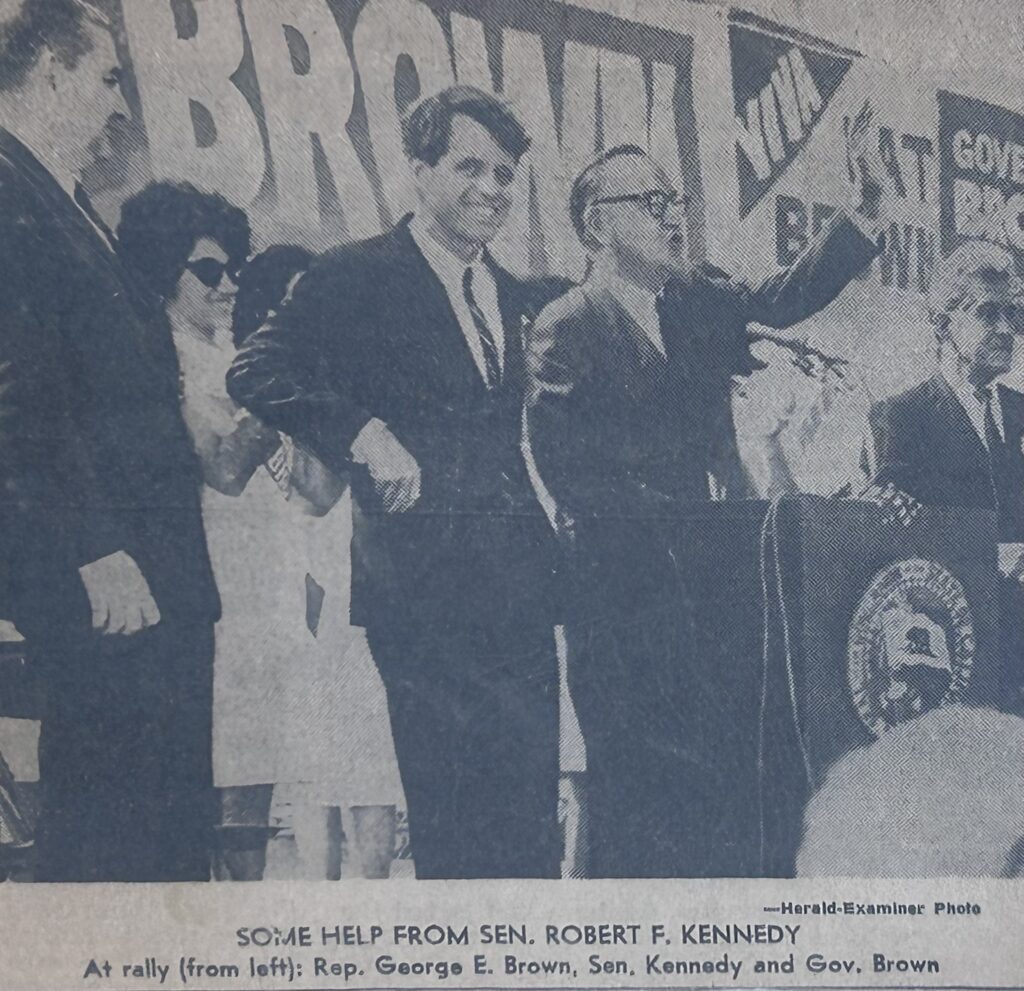 BROWN
VIVA
BROWN
GOVE
BRO
—Herald-Examiner Photo
SOME HELP FROM SEN. ROBERT F. KENNEDY
At rally (from left): Rep. George E. Brown, Sen. Kennedy and Gov. Brown